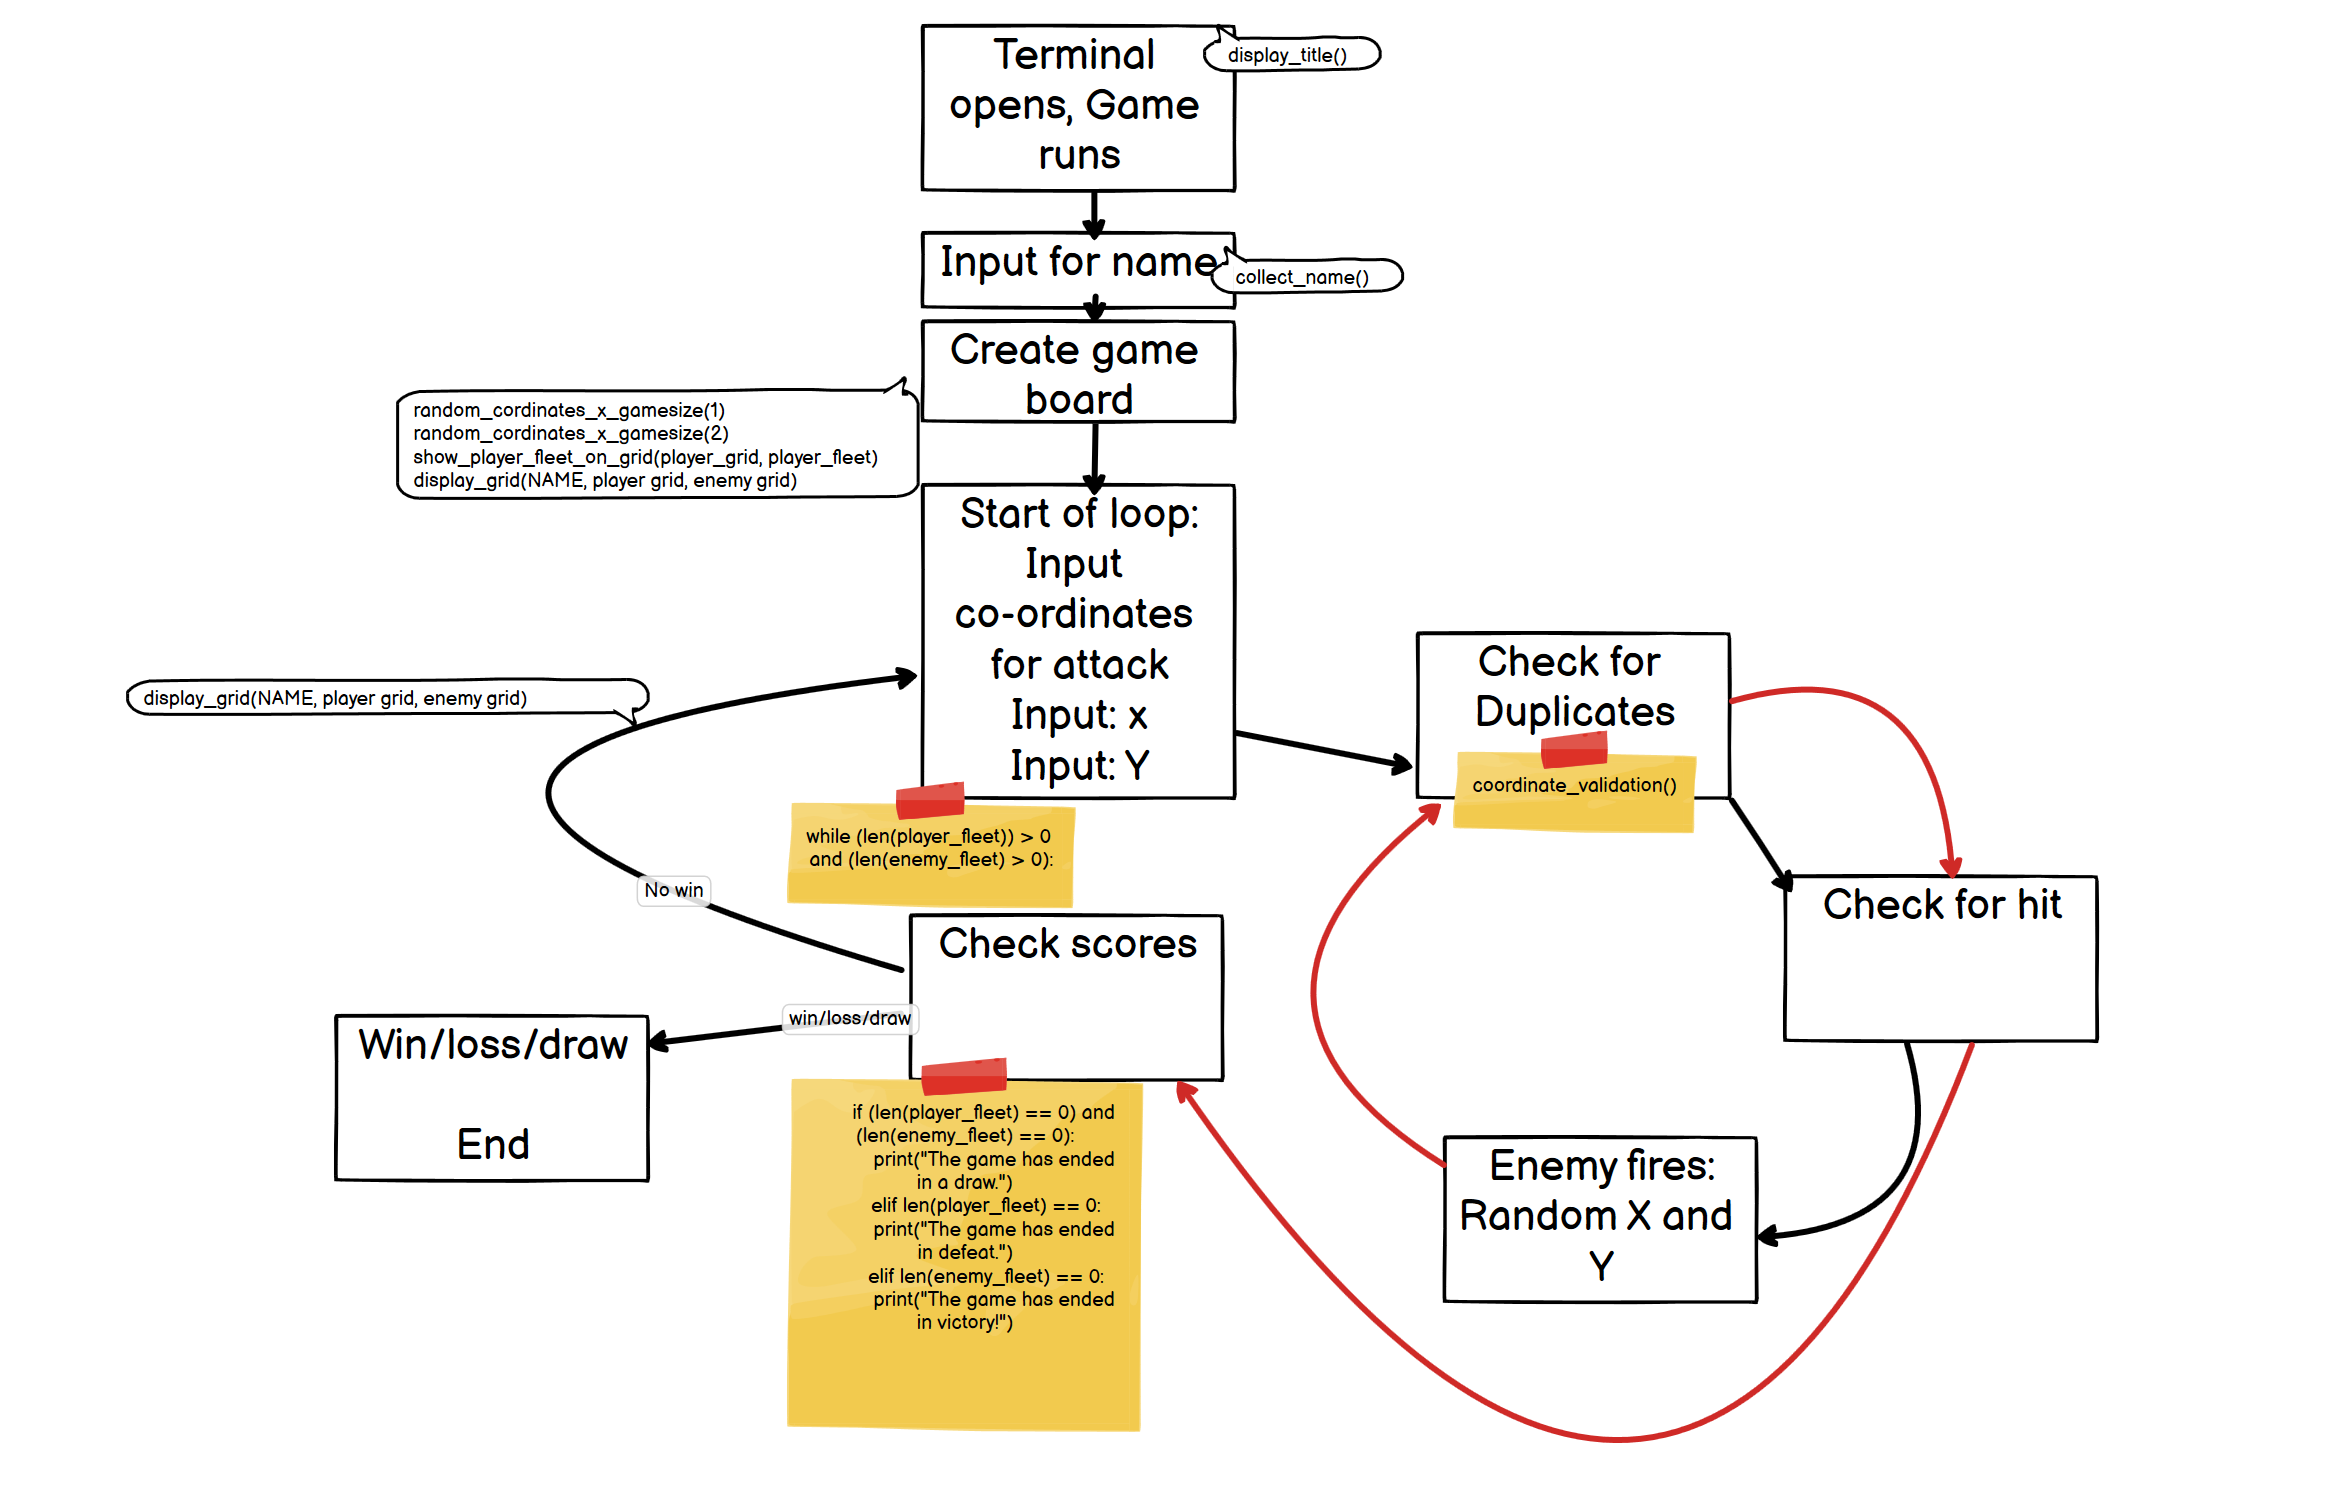 Terminal
opens, Game
runs
display_title()
Input for name
collect_name()
Create game
board
random_cordinates_x_gamesize(1)
random_cordinates_x_gamesize(2)
show_player_fleet_on_grid(player_grid, player_fleet)
display_grid(NAME, player grid, enemy grid)
Start of loop:
Input
co-ordinates
for attack
Input: x
Input: Y
while (len(player_fleet)) > 0
and (len(enemy_fleet) > 0):
Check for
Duplicates
coordinate_validation()
Check for hit
Enemy fires:
Random X and
Y
display_grid(NAME, player grid, enemy grid)
No win
Check scores
win/loss/draw
Win/loss/draw
End
if (len(player_fleet) == 0) and
(len(enemy_fleet) == 0):
print("The game has ended
in a draw.")
elif len(player_fleet) == 0:
print("The game has ended
in defeat.")
elif len(enemy_fleet) == 0:
print("The game has ended
in victory!")